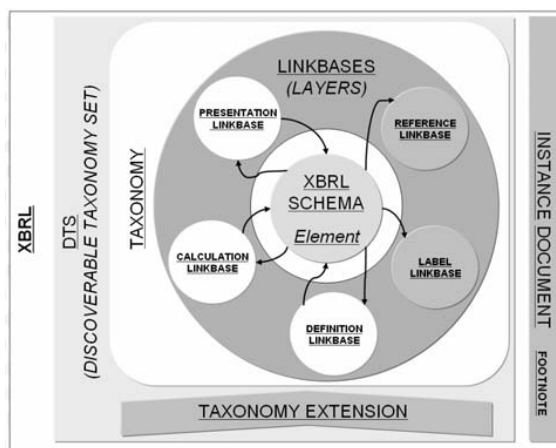 XBRL
DTS
(DISCOVERABLE TAXONOMY SET)
TAXONOMY
LINKBASES
(LAYERS)
PRESENTATION
LINKBASE
REFERENCE
LINKBASE
XBRL
SCHEMA
Element
CALCULATION
LINKBASE
LABEL
LINKBASE
DEFINITION
LINKBASE
TAXONOMY EXTENSION
INSTANCE DOCUMENT
FOOTNOTE